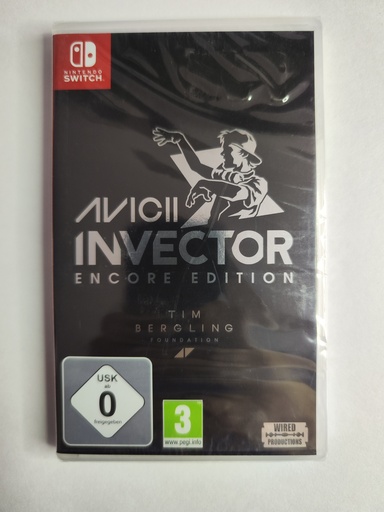 NINTENDO
SWITCH
AVICII
INVECTOR
ENCORE EDITION
TIM
BERGLING
FOUNDATION
USK
ab
0
freigegeben
3
www.pegi.info
WIRED
PRODUCTIONS